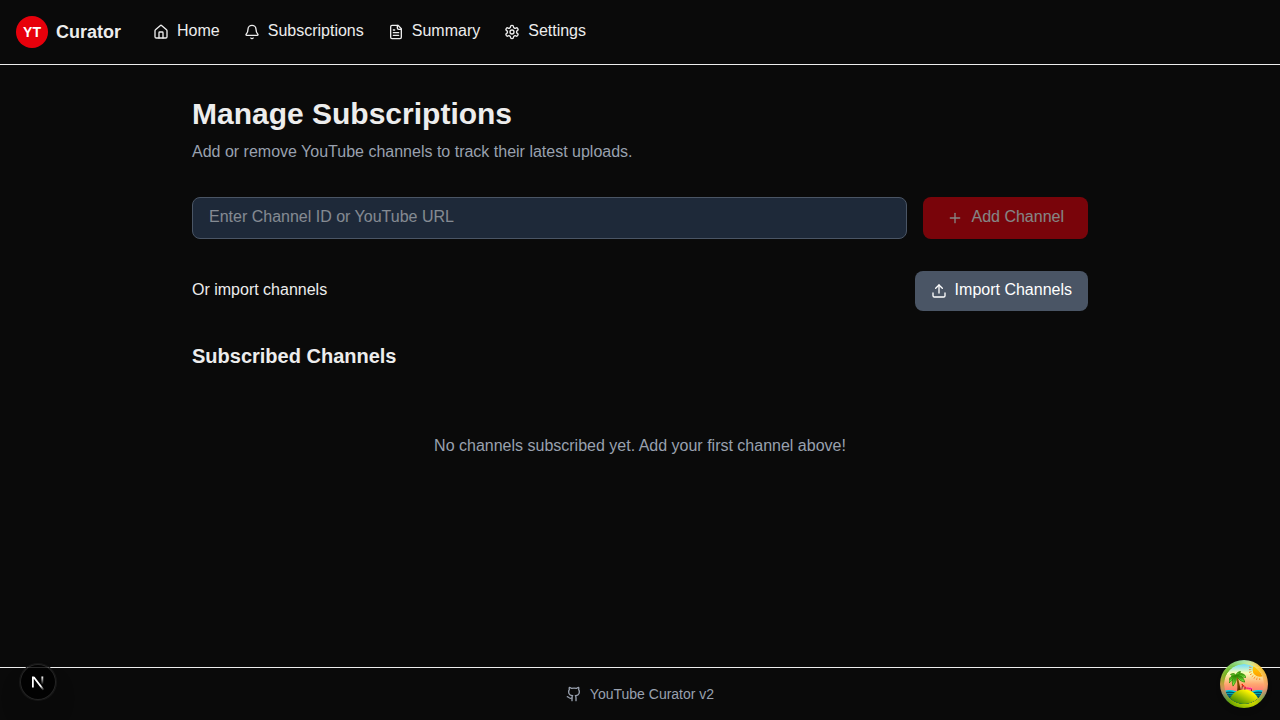 YT Curator Home Subscriptions Summary Settings
Manage Subscriptions
Add or remove YouTube channels to track their latest uploads.
Enter Channel ID or YouTube URL
+ Add Channel
Or import channels
Import Channels
Subscribed Channels
No channels subscribed yet. Add your first channel above!
N
YouTube Curator v2